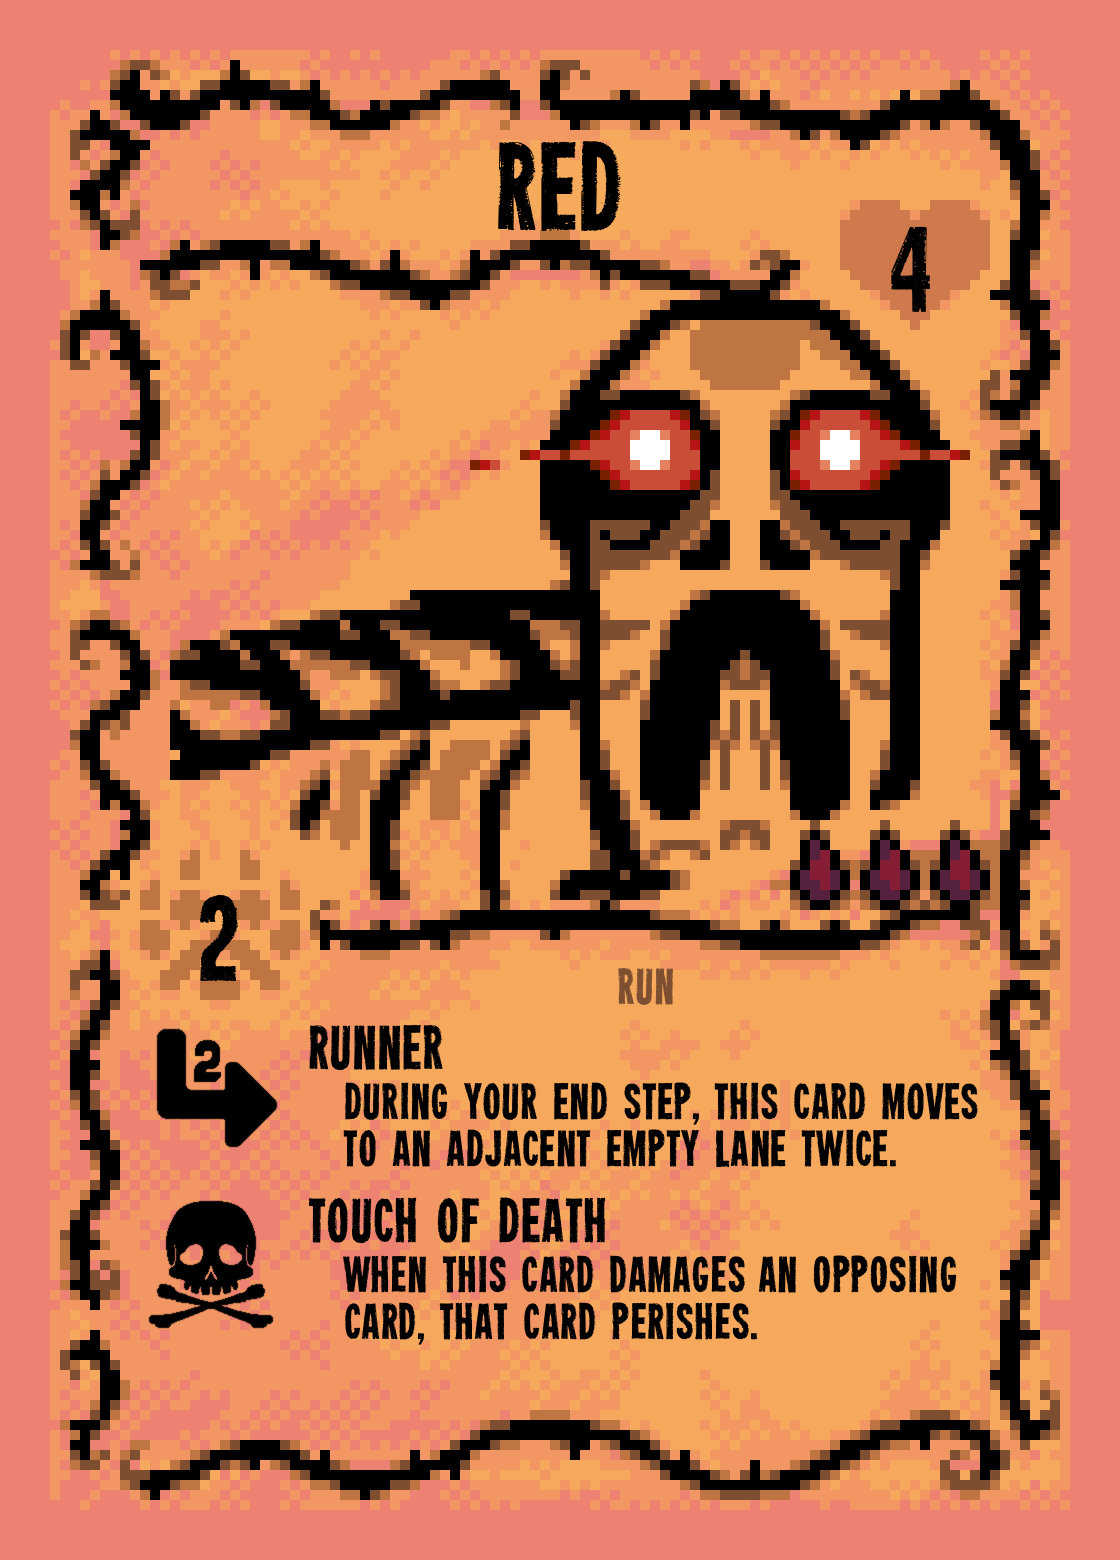 RED
4
2
RUN
2
RUNNER
DURING YOUR END STEP, THIS CARD MOVES
TO AN ADJACENT EMPTY LANE TWICE.
TOUCH OF DEATH
WHEN THIS CARD DAMAGES AN OPPOSING
CARD, THAT CARD PERISHES.